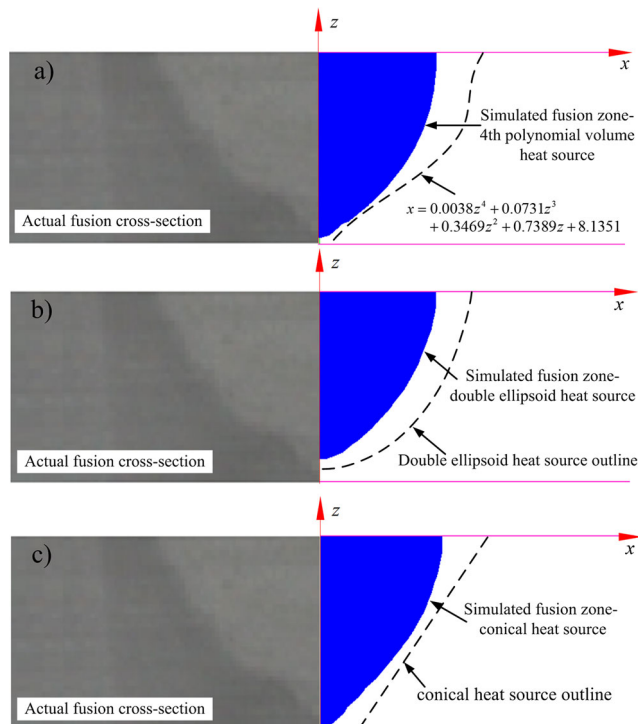 z
a)
x
Simulated fusion zone-
4th polynomial volume
heat source
x = 0.0038z⁴ + 0.0731z³
+ 0.3469z² + 0.7389z + 8.1351
Actual fusion cross-section
z
b)
x
Simulated fusion zone-
double ellipsoid heat source
Actual fusion cross-section
Double ellipsoid heat source outline
z
c)
x
Simulated fusion zone-
conical heat source
conical heat source outline
Actual fusion cross-section